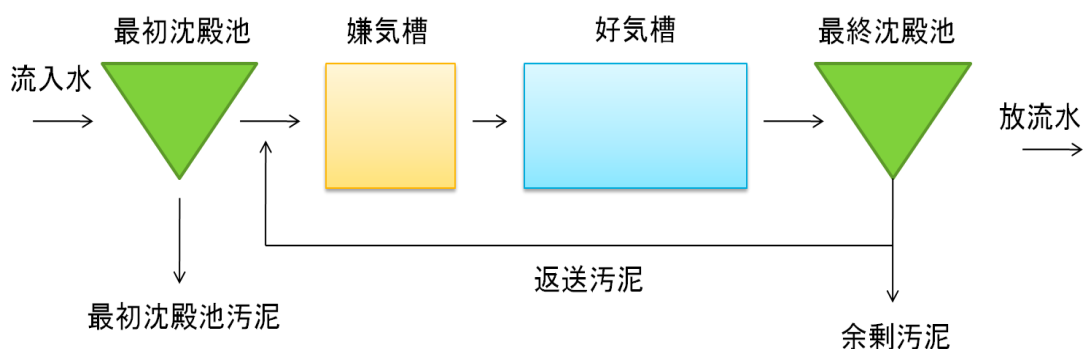 最初沈殿池
嫌気槽
好気槽
最終沈殿池
流入水
放流水
返送汚泥
最初沈殿池汚泥
余剰汚泥